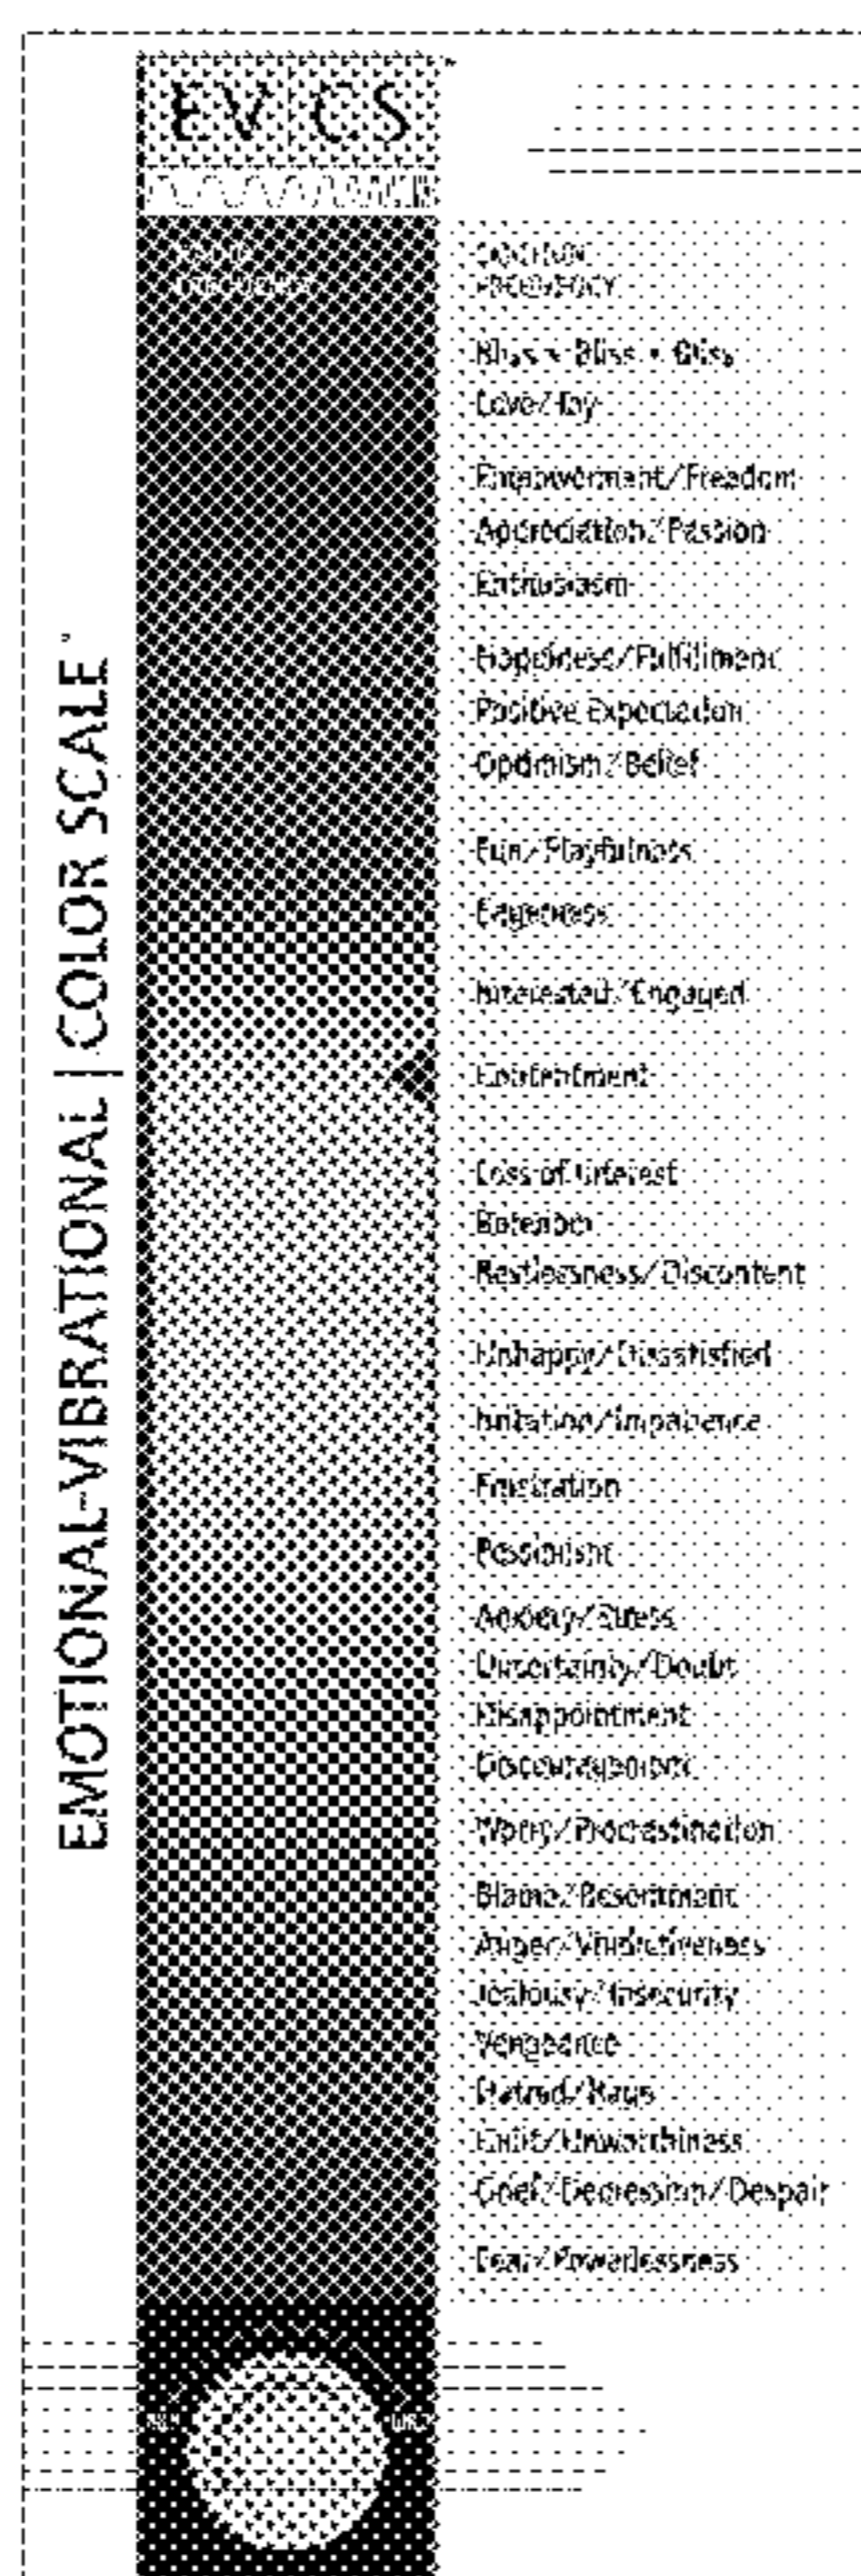 EV|CS
EMOTIONAL-VIBRATIONAL | COLOR SCALE
Bliss • Bliss
Love/Joy
Empowerment/Freedom
Appreciation/Passion
Enthusiasm
Happiness/Fulfillment
Positive Expectation
Optimism/Belief
Fun/Playfulness
Eagerness
Interested/Engaged
Contentment
Loss of Interest
Boredom
Restlessness/Discontent
Unhappy/Dissatisfied
Irritation/Impatience
Frustration
Pessimism
Anxiety/Stress
Uncertainty/Doubt
Disappointment
Discouragement
Worry/Procrastination
Blame/Resentment
Anger/Vindictiveness
Jealousy/Insecurity
Vengeance
Hatred/Rage
Guilt/Unworthiness
Grief/Depression/Despair
Fear/Powerlessness